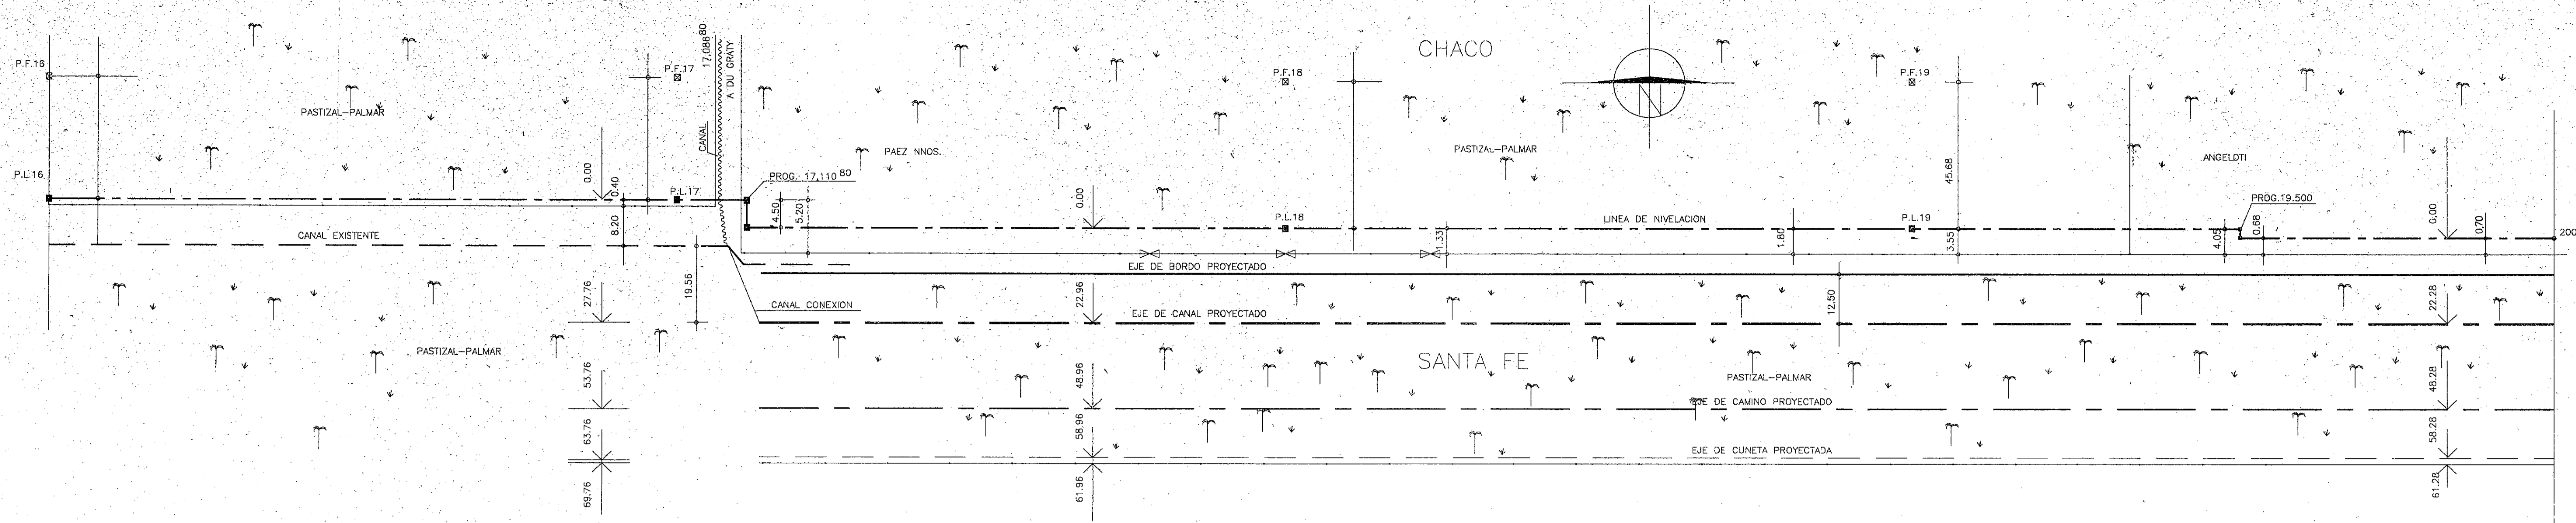 CHACO
P.F.16
P.F.17
17.086 80
A DU GRATY
P.F.18
P.F.19
PASTIZAL-PALMAR
CANAL
PAEZ NNOS.
PASTIZAL-PALMAR
45.68
ANGELOTI
P.L.16
0.00
0.40
P.L.17
PROG. 17,110 80
4.50
5.20
0.00
P.L.18
LINEA DE NIVELACION
P.L.19
PROG.19.500
0.00
CANAL EXISTENTE
8.20
1.33
1.80
3.55
4.05
0.68
0.70
200
EJE DE BORDO PROYECTADO
27.76
19.56
CANAL CONEXION
22.96
EJE DE CANAL PROYECTADO
12.50
22.28
PASTIZAL-PALMAR
SANTA FE
53.76
48.96
PASTIZAL-PALMAR
48.28
EJE DE CAMINO PROYECTADO
63.76
58.96
EJE DE CUNETA PROYECTADA
58.28
69.76
61.96
61.28
N